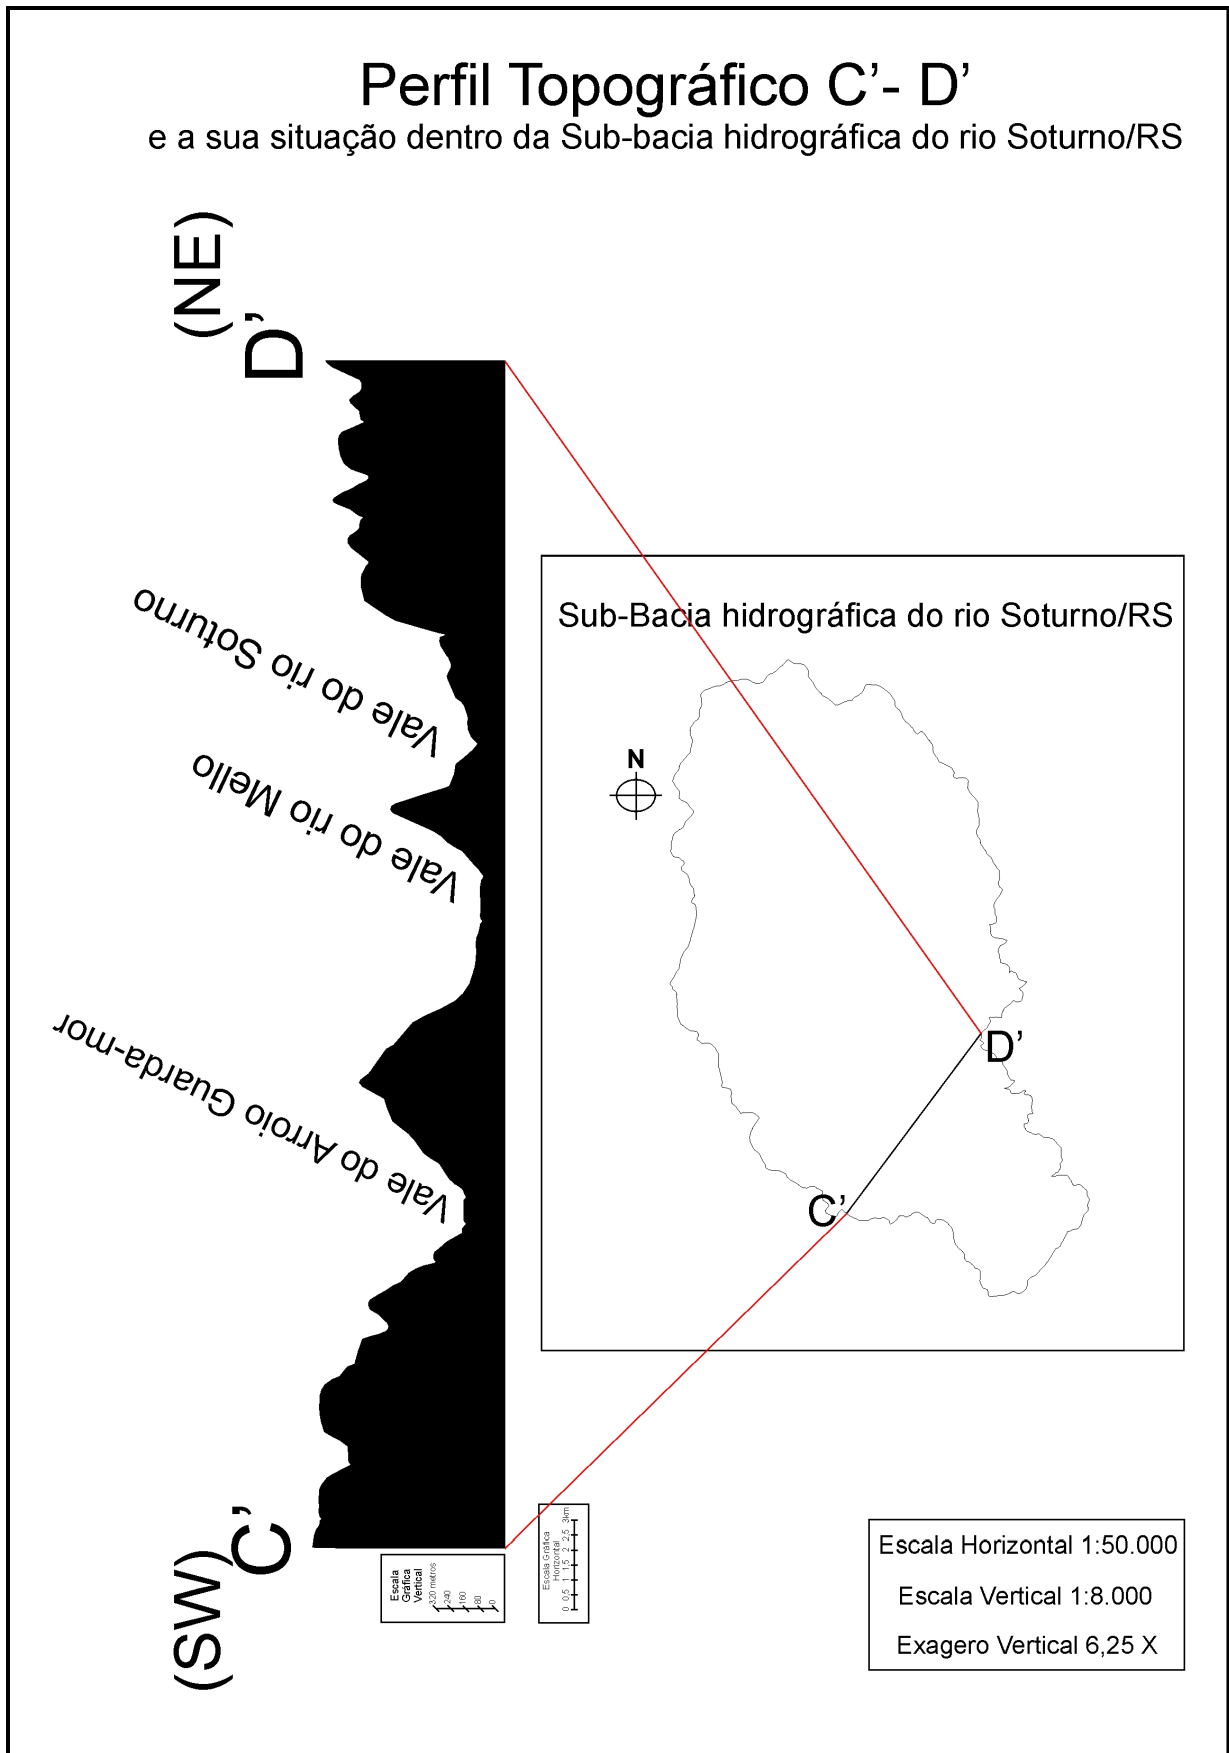 Perfil Topográfico C’- D’
e a sua situação dentro da Sub-bacia hidrográfica do rio Soturno/RS
(NE)
D’
Vale do rio Soturno
Vale do rio Mello
Vale do Arroio Guarda-mor
C’
(SW)
Sub-Bacia hidrográfica do rio Soturno/RS
N
D’
C’
Escala
Gráfica
Vertical
320 metros
240
160
80
0
Escala Gráfica
Horizontal
0 0,5 1 1,5 2 2,5 3km
Escala Horizontal 1:50.000
Escala Vertical 1:8.000
Exagero Vertical 6,25 X